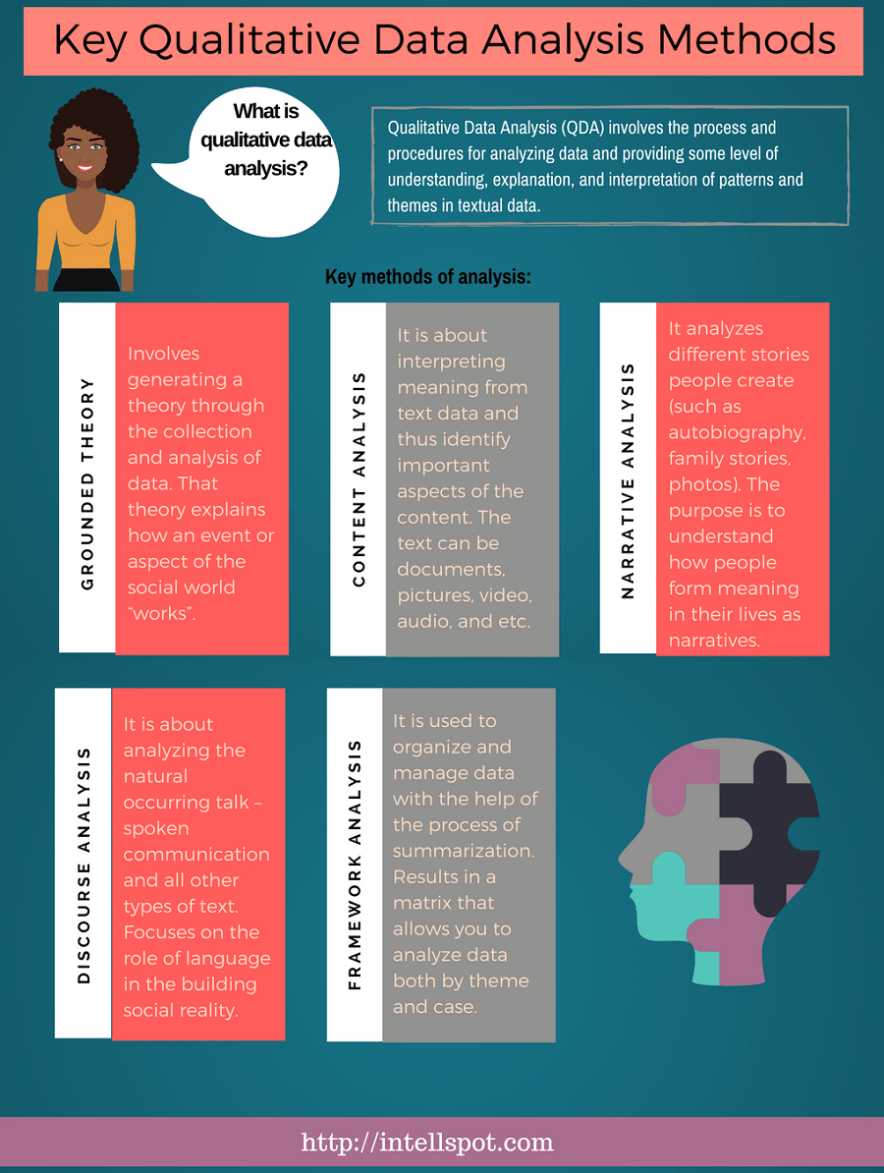 Key Qualitative Data Analysis Methods
What is
qualitative data
analysis?
Qualitative Data Analysis (QDA) involves the process and
procedures for analyzing data and providing some level of
understanding, explanation, and interpretation of patterns and
themes in textual data.
Key methods of analysis:
GROUNDED THEORY
Involves
generating a
theory through
the collection
and analysis of
data. That
theory explains
how an event or
aspect of the
social world
“works”.
CONTENT ANALYSIS
It is about
interpreting
meaning from
text data and
thus identify
important
aspects of the
content. The
text can be
documents,
pictures, video,
audio, and etc.
NARRATIVE ANALYSIS
It analyzes
different stories
people create
(such as
autobiography,
family stories,
photos). The
purpose is to
understand
how people
form meaning
in their lives as
narratives.
DISCOURSE ANALYSIS
It is about
analyzing the
natural
occurring talk –
spoken
communication
and all other
types of text.
Focuses on the
role of language
in the building
social reality.
FRAMEWORK ANALYSIS
It is used to
organize and
manage data
with the help of
the process of
summarization.
Results in a
matrix that
allows you to
analyze data
both by theme
and case.
http://intellspot.com